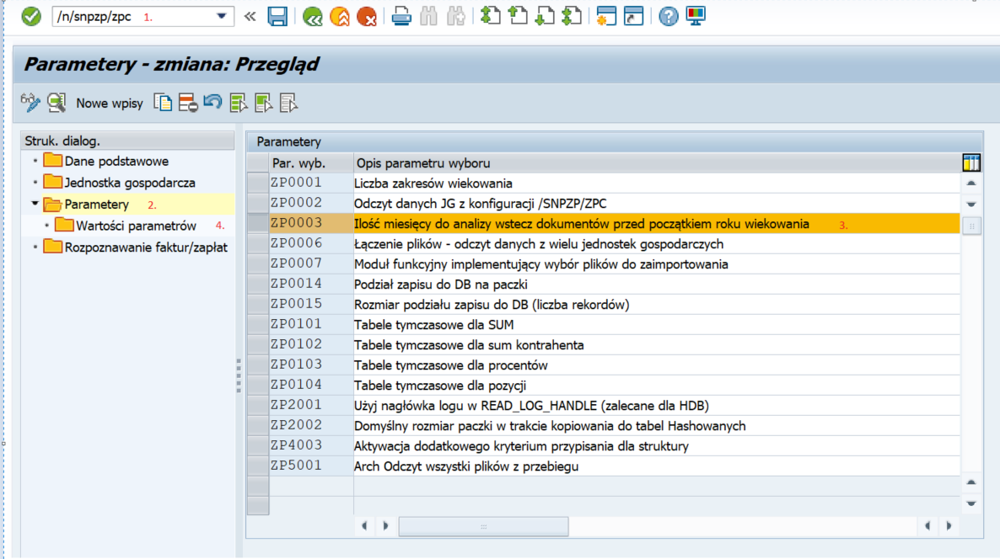 /n/snpzp/zpc 1.
Parametery - zmiana: Przegląd
Nowe wpisy
Struk. dialog.
Dane podstawowe
Jednostka gospodarcza
Parametery 2.
Wartości parametrów 4.
Rozpoznawanie faktur/zapłat
Parametery
Par. wyb. Opis parametru wyboru
ZP0001 Liczba zakresów wiekowania
ZP0002 Odczyt danych JG z konfiguracji /SNPZP/ZPC
ZP0003 Ilość miesięcy do analizy wstecz dokumentów przed początkiem roku wiekowania 3.
ZP0006 Łączenie plików - odczyt danych z wielu jednostek gospodarczych
ZP0007 Moduł funkcyjny implementujący wybór plików do zaimportowania
ZP0014 Podział zapisu do DB na paczki
ZP0015 Rozmiar podziału zapisu do DB (liczba rekordów)
ZP0101 Tabele tymczasowe dla SUM
ZP0102 Tabele tymczasowe dla sum kontrahenta
ZP0103 Tabele tymczasowe dla procentów
ZP0104 Tabele tymczasowe dla pozycji
ZP2001 Użyj nagłówka logu w READ_LOG_HANDLE (zalecane dla HDB)
ZP2002 Domyślny rozmiar paczki w trakcie kopiowania do tabel Hashowanych
ZP4003 Aktywacja dodatkowego kryterium przypisania dla struktury
ZP5001 Arch Odczyt wszystki plików z przebiegu